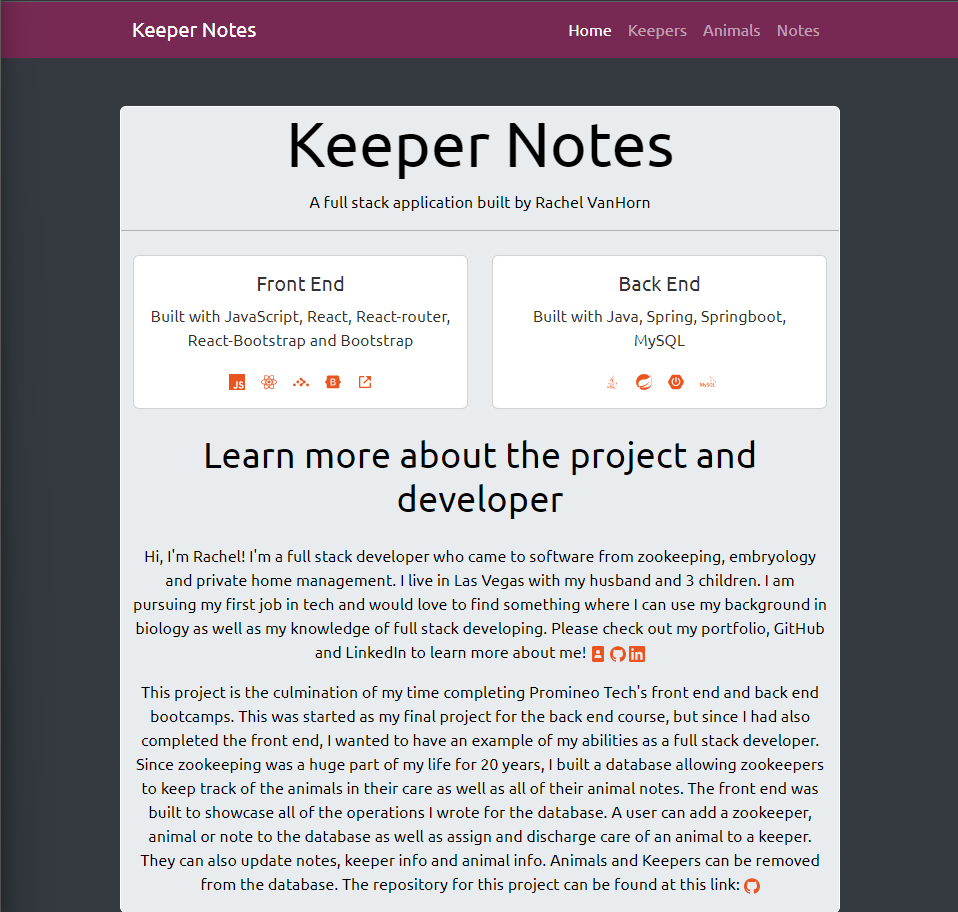 Keeper Notes
Home Keepers Animals Notes
Keeper Notes
A full stack application built by Rachel VanHorn
Front End
Built with JavaScript, React, React-router,
React-Bootstrap and Bootstrap
JS
B
Back End
Built with Java, Spring, Springboot,
MySQL
MySQL
Learn more about the project and
developer
Hi, I'm Rachel! I'm a full stack developer who came to software from zookeeping, embryology
and private home management. I live in Las Vegas with my husband and 3 children. I am
pursuing my first job in tech and would love to find something where I can use my background in
biology as well as my knowledge of full stack developing. Please check out my portfolio, GitHub
and LinkedIn to learn more about me! in
This project is the culmination of my time completing Promineo Tech's front end and back end
bootcamps. This was started as my final project for the back end course, but since I had also
completed the front end, I wanted to have an example of my abilities as a full stack developer.
Since zookeeping was a huge part of my life for 20 years, I built a database allowing zookeepers
to keep track of the animals in their care as well as all of their animal notes. The front end was
built to showcase all of the operations I wrote for the database. A user can add a zookeeper,
animal or note to the database as well as assign and discharge care of an animal to a keeper.
They can also update notes, keeper info and animal info. Animals and Keepers can be removed
from the database. The repository for this project can be found at this link: